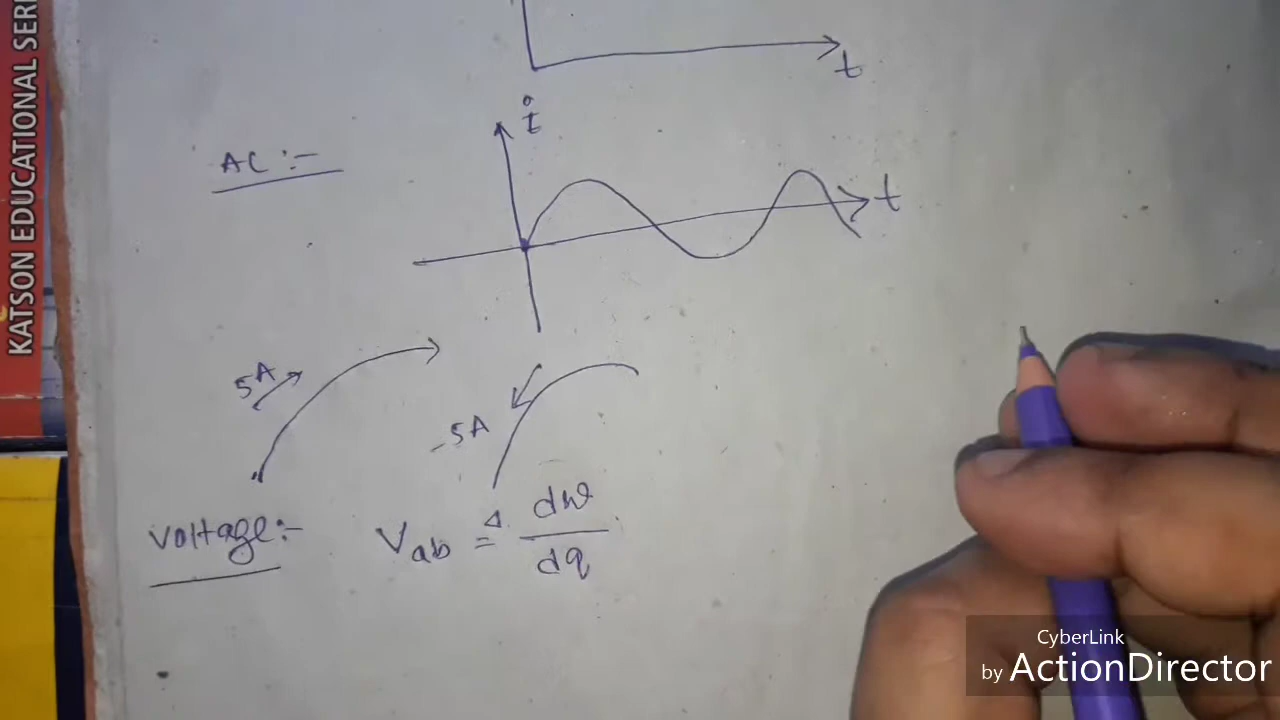 KATSON EDUCATIONAL SERI
t
i
AC :-
t
5A
-5A
Voltage:- Vab ≜ dw/dq
CyberLink
by ActionDirector